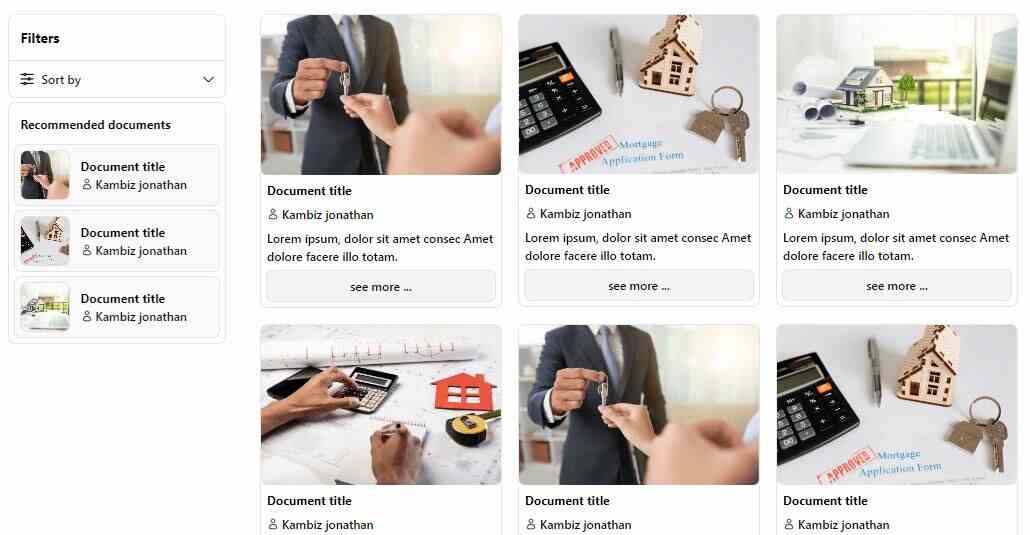 Filters
Sort by
Recommended documents
Document title
Kambiz jonathan
Document title
Kambiz jonathan
Document title
Kambiz jonathan
Document title
Kambiz jonathan
Lorem ipsum, dolor sit amet consec Amet
dolore facere illo totam.
see more ...
APPROVED
Mortgage
Application Form
Document title
Kambiz jonathan
Lorem ipsum, dolor sit amet consec Amet
dolore facere illo totam.
see more ...
Document title
Kambiz jonathan
Lorem ipsum, dolor sit amet consec Amet
dolore facere illo totam.
see more ...
Document title
Kambiz jonathan
Document title
Kambiz jonathan
APPROVED
Mortgage
Application Form
Document title
Kambiz jonathan